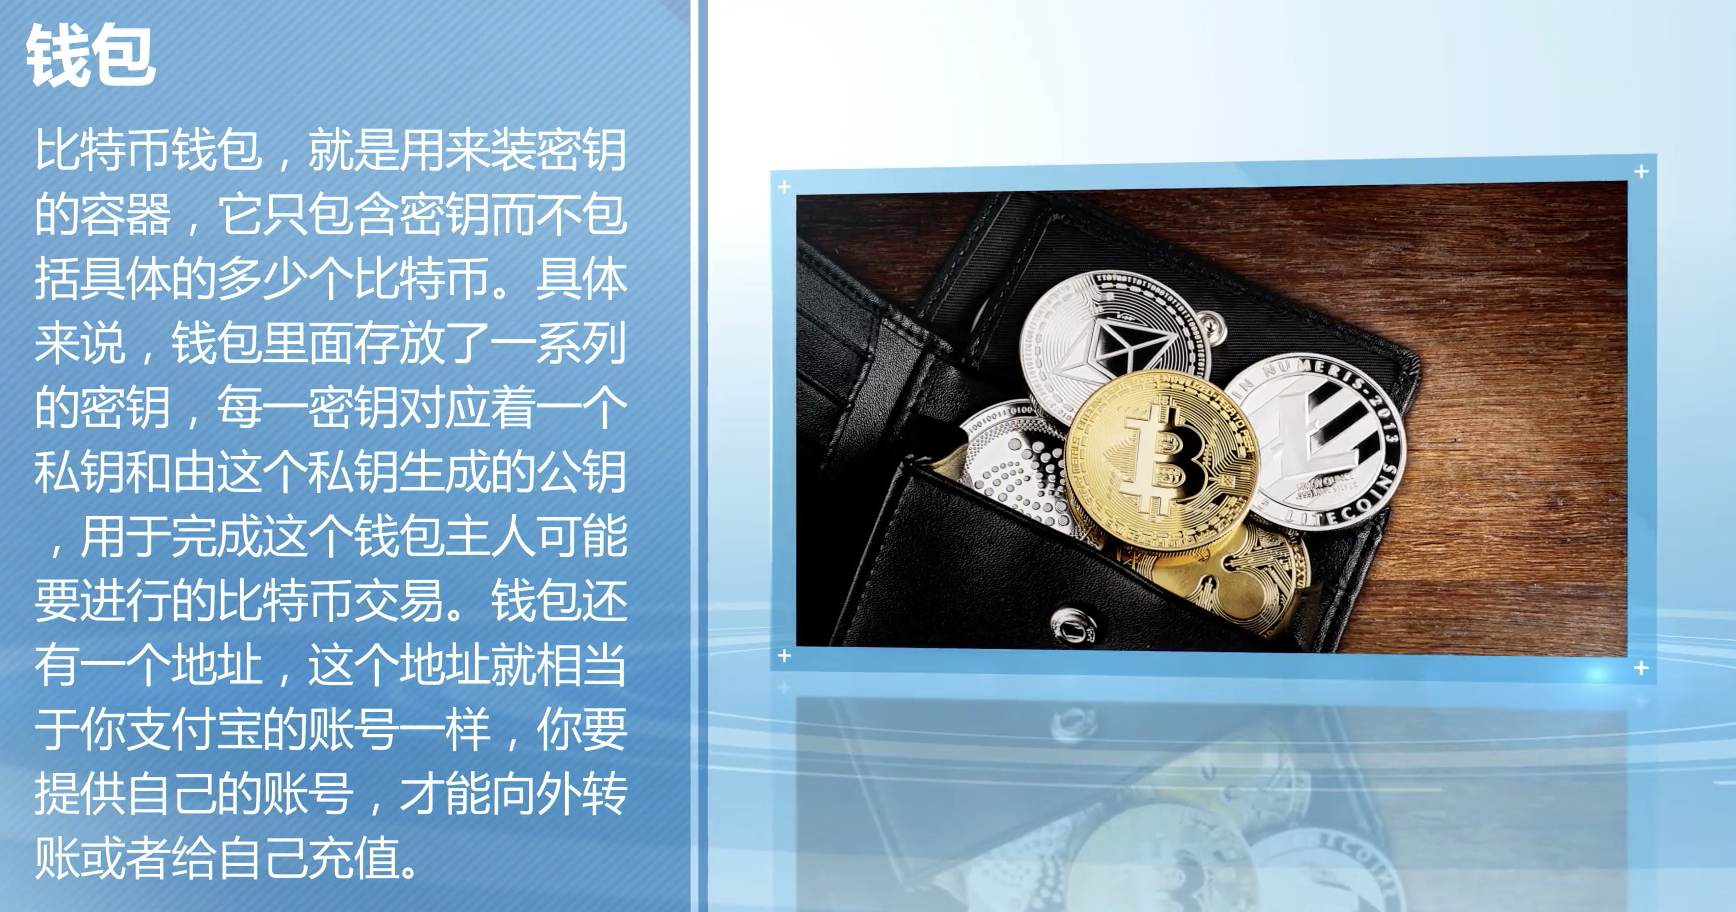 钱包
比特币钱包，就是用来装密钥
的容器，它只包含密钥而不包
括具体的多少个比特币。具体
来说，钱包里面存放了一系列
的密钥，每一密钥对应着一个
私钥和由这个私钥生成的公钥
，用于完成这个钱包主人可能
要进行的比特币交易。钱包还
有一个地址，这个地址就相当
于你支付宝的账号一样，你要
提供自己的账号，才能向外转
账或者给自己充值。
IN NUMERIS-2013
LITECOINS